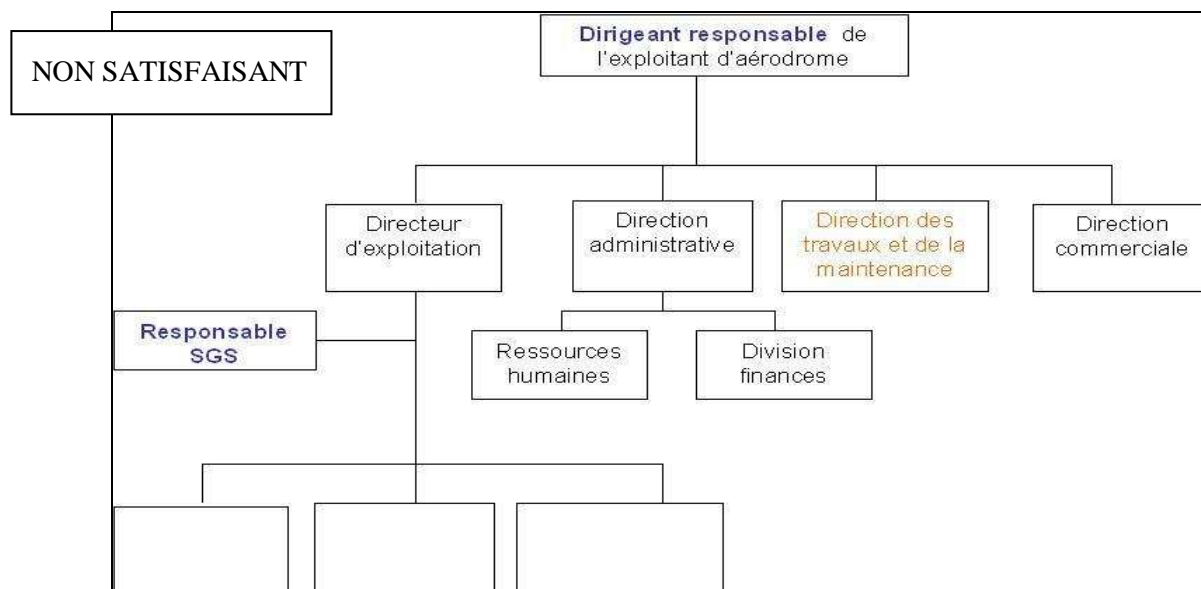 NON SATISFAISANT
Dirigeant responsable de
l'exploitant d'aérodrome
Directeur
d'exploitation
Direction
administrative
Direction des
travaux et de la
maintenance
Direction
commerciale
Responsable
SGS
Ressources
humaines
Division
finances